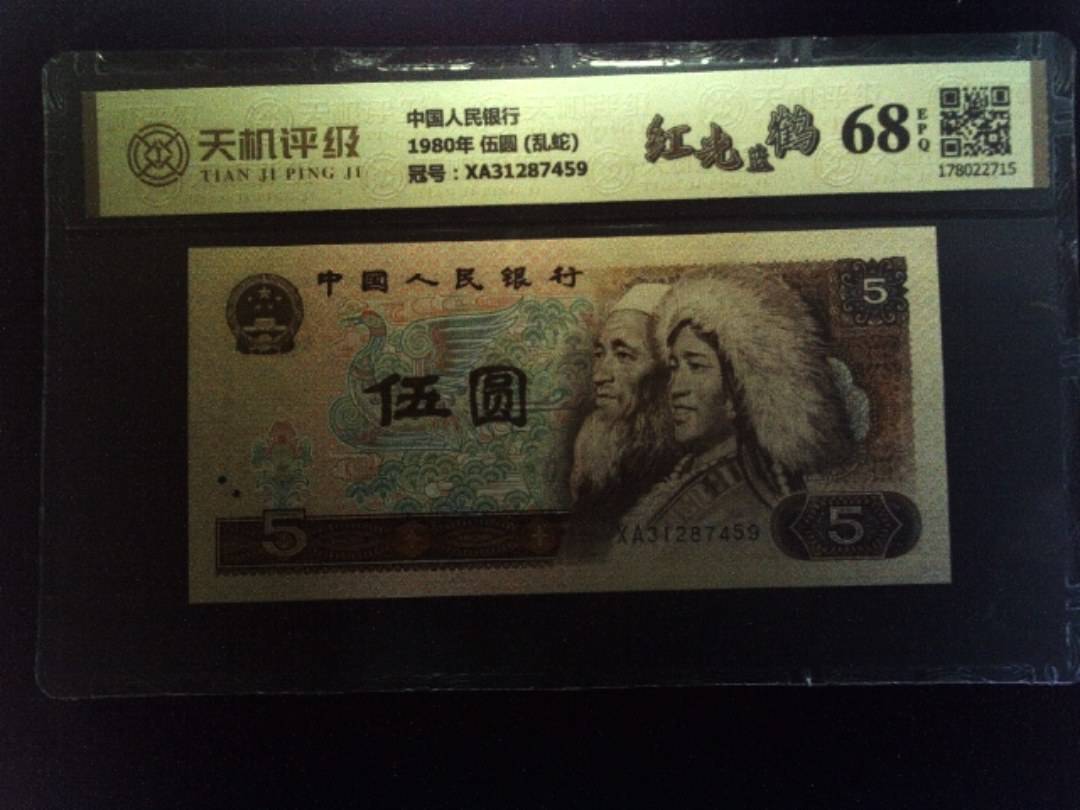 天机评级
TIAN JI PING JI
中国人民银行
1980年 伍圆 (乱蛇)
冠号：XA31287459
红光蓝鹤
68
EPQ
178022715
中国人民银行
5
伍圆
5
XA31287459
5